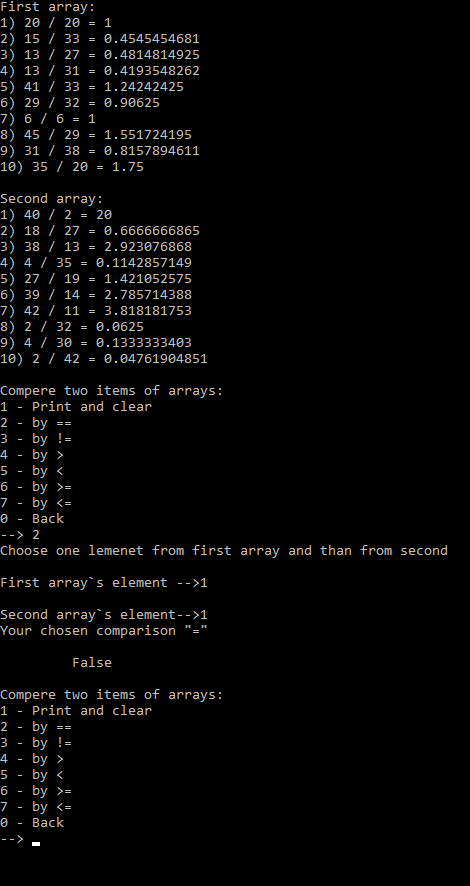 First array:
1) 20 / 20 = 1
2) 15 / 33 = 0.4545454681
3) 13 / 27 = 0.4814814925
4) 13 / 31 = 0.4193548262
5) 41 / 33 = 1.24242425
6) 29 / 32 = 0.90625
7) 6 / 6 = 1
8) 45 / 29 = 1.551724195
9) 31 / 38 = 0.8157894611
10) 35 / 20 = 1.75
Second array:
1) 40 / 2 = 20
2) 18 / 27 = 0.6666666865
3) 38 / 13 = 2.923076868
4) 4 / 35 = 0.1142857149
5) 27 / 19 = 1.421052575
6) 39 / 14 = 2.785714388
7) 42 / 11 = 3.818181753
8) 2 / 32 = 0.0625
9) 4 / 30 = 0.1333333403
10) 2 / 42 = 0.04761904851
Compere two items of arrays:
1 - Print and clear
2 - by ==
3 - by !=
4 - by >
5 - by <
6 - by >=
7 - by <=
0 - Back
--> 2
Choose one lemenet from first array and than from second
First array`s element -->1
Second array`s element-->1
Your chosen comparison "="
False
Compere two items of arrays:
1 - Print and clear
2 - by ==
3 - by !=
4 - by >
5 - by <
6 - by >=
7 - by <=
0 - Back
-->